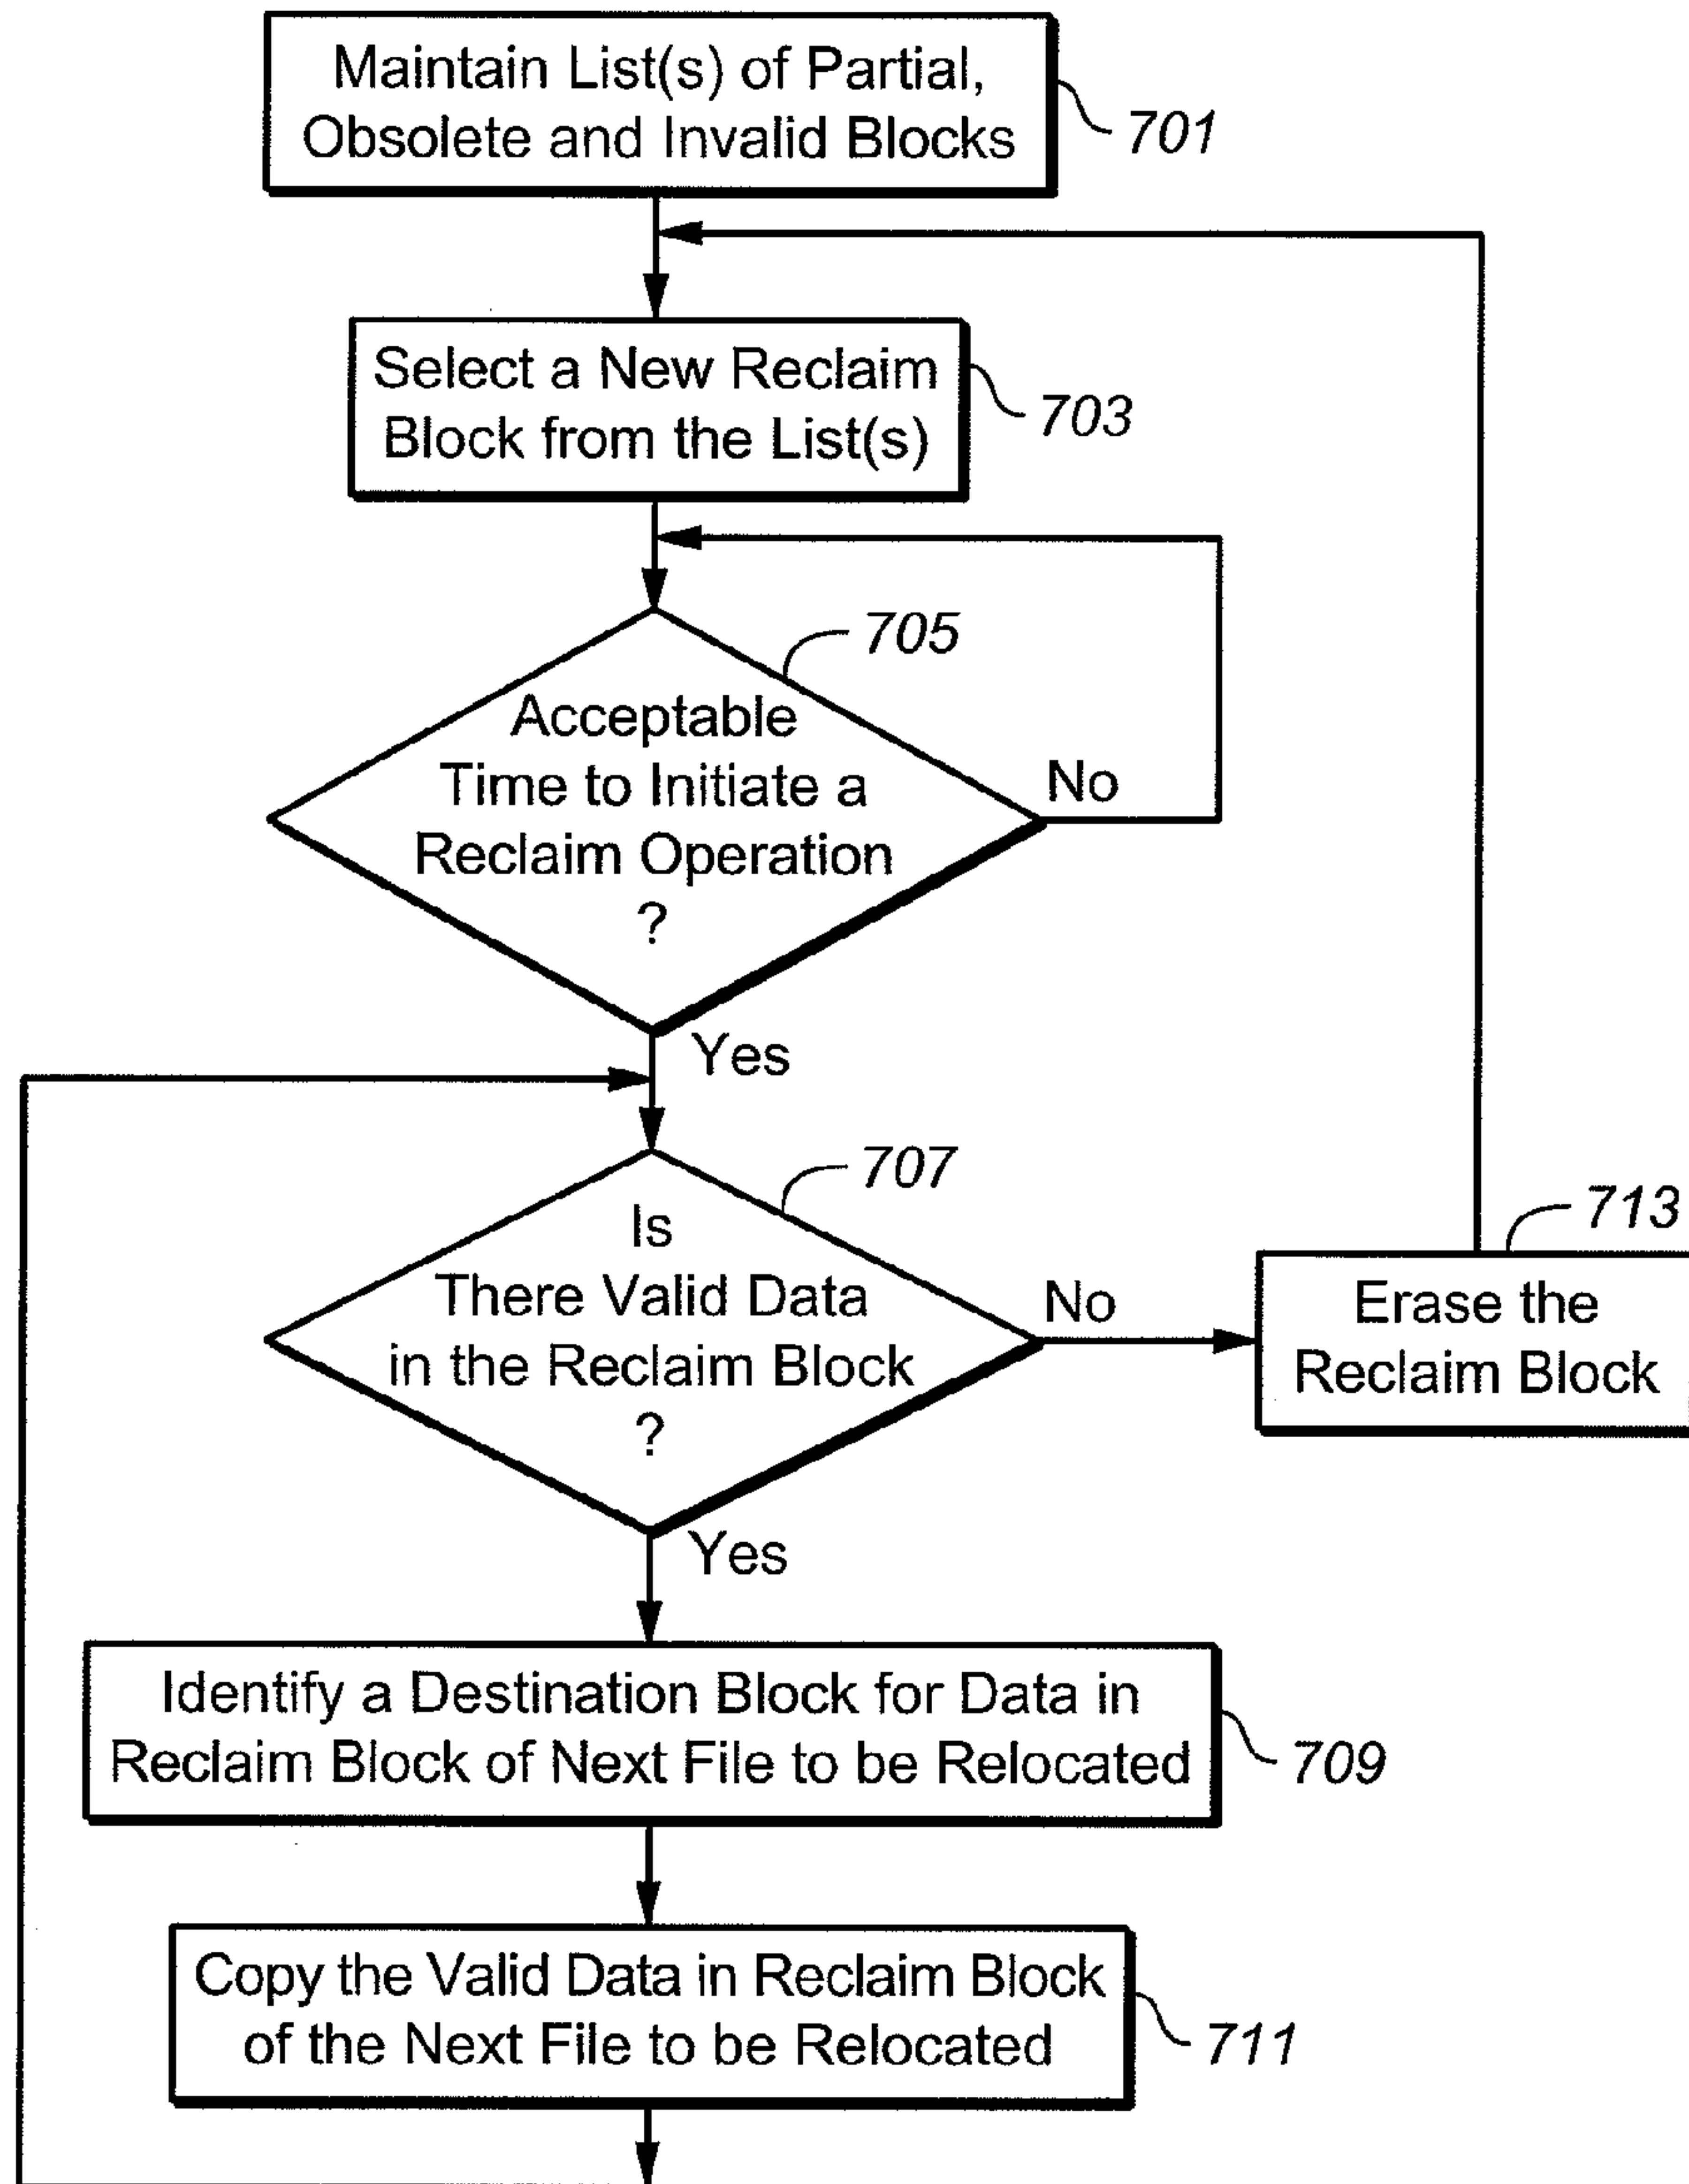 Maintain List(s) of Partial,
Obsolete and Invalid Blocks
701
Select a New Reclaim
Block from the List(s)
703
705
Acceptable
Time to Initiate a
Reclaim Operation
?
No
Yes
707
Is
There Valid Data
in the Reclaim Block
?
No
713
Erase the
Reclaim Block
Yes
Identify a Destination Block for Data in
Reclaim Block of Next File to be Relocated
709
Copy the Valid Data in Reclaim Block
of the Next File to be Relocated
711